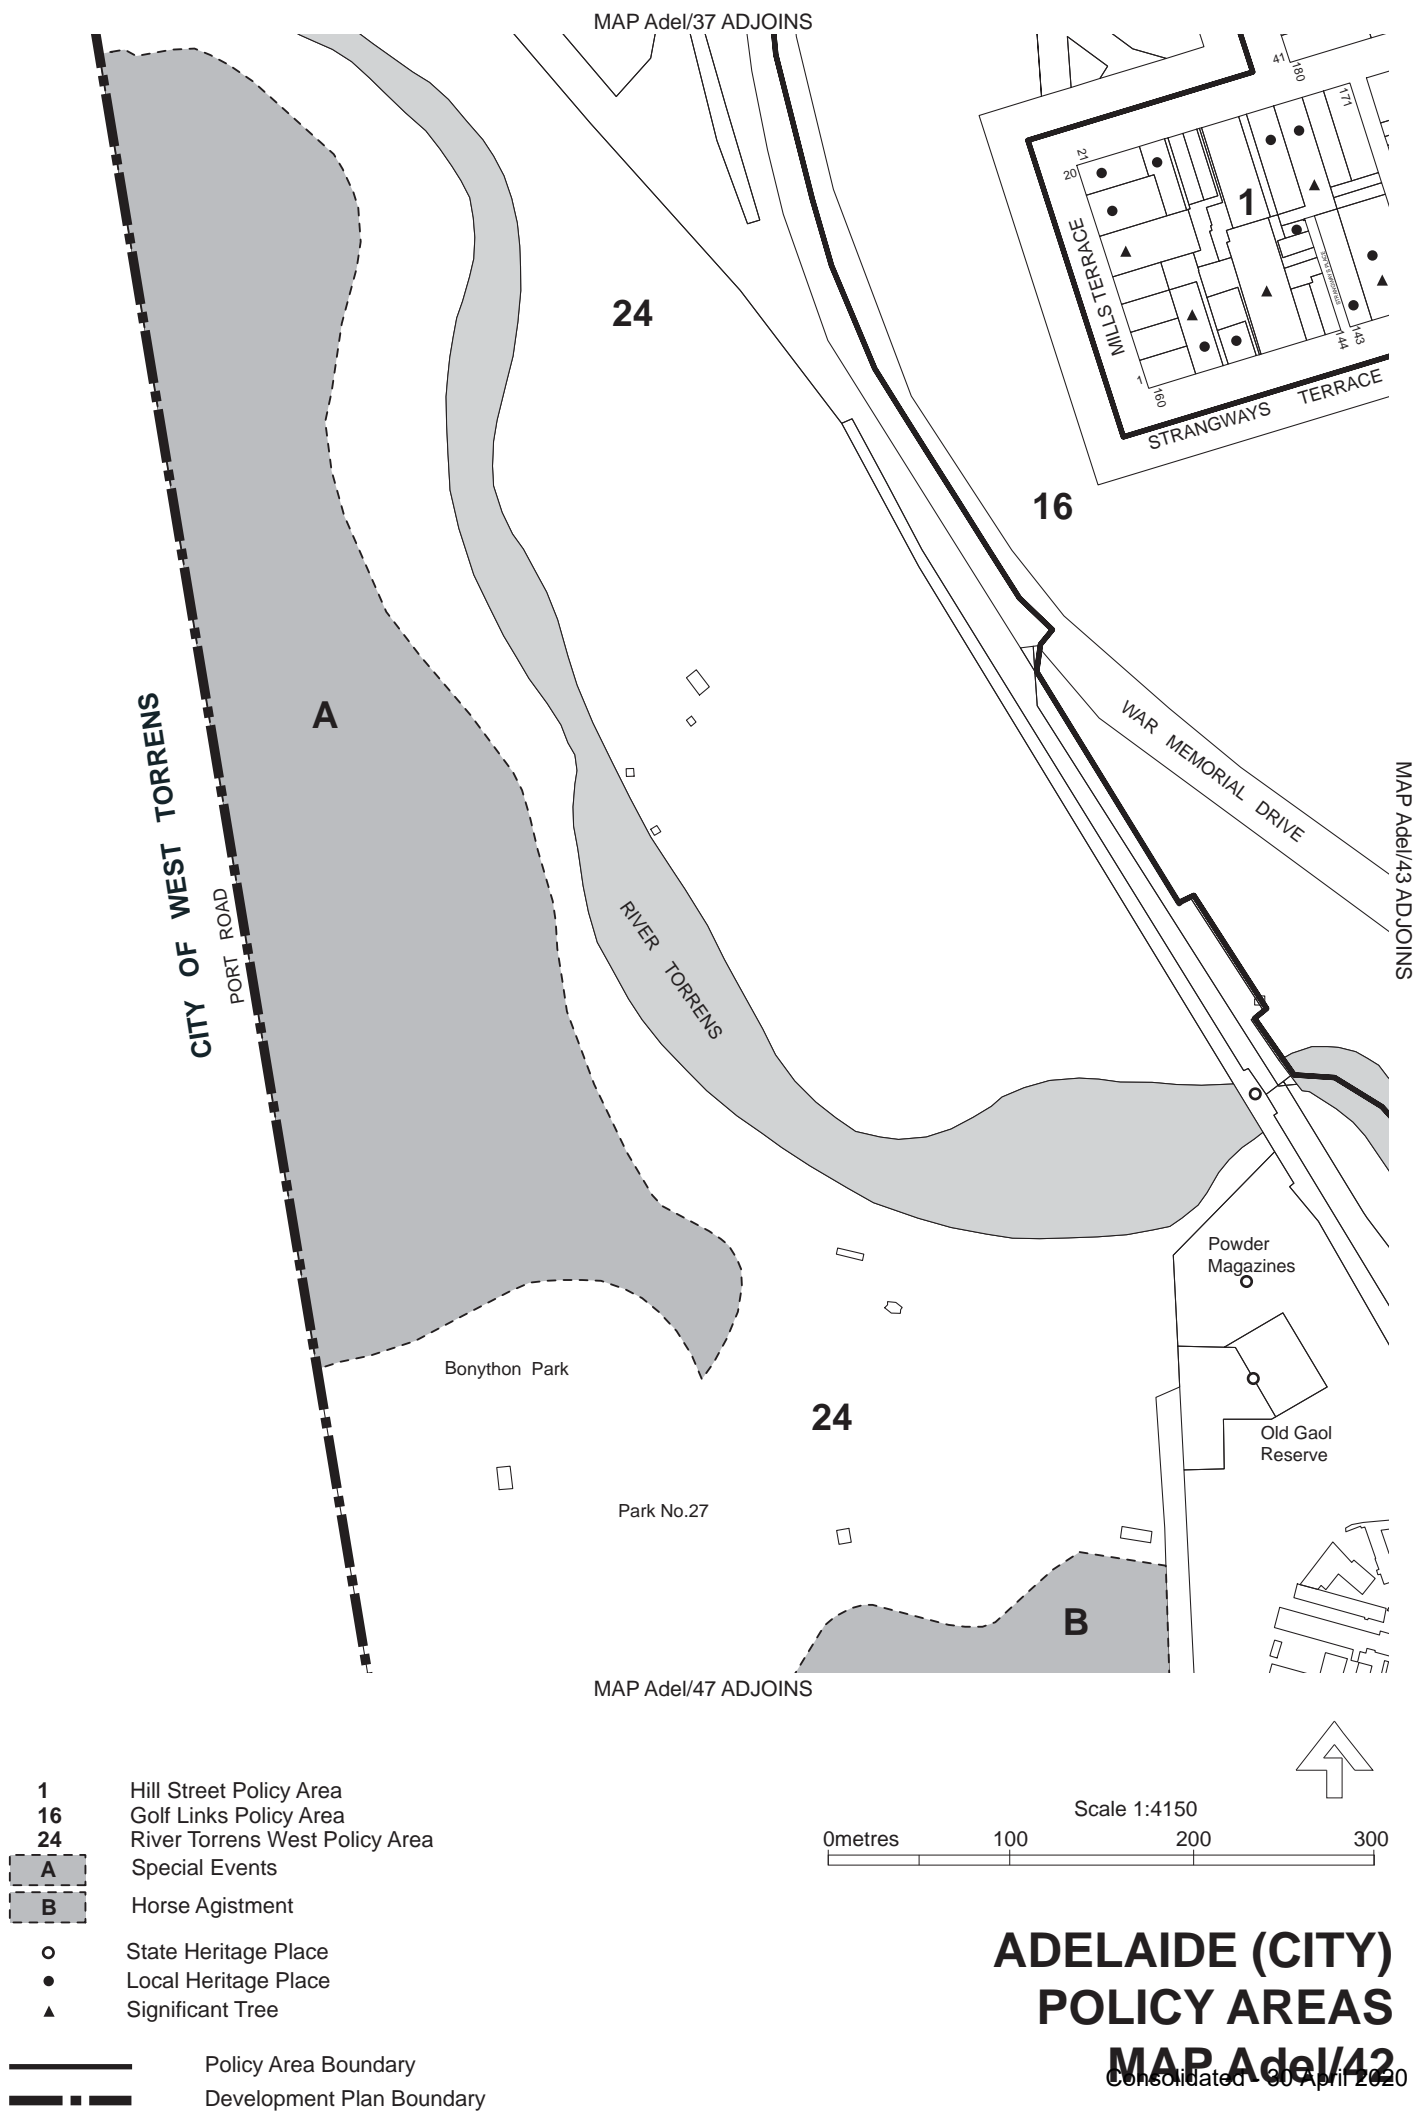 MAP Adel/37 ADJOINS
41
180
171
21
20
1
MILLS TERRACE
24
STRANGWAYS PLACE
144
143
1
160
STRANGWAYS TERRACE
16
A
CITY OF WEST TORRENS
PORT ROAD
WAR MEMORIAL DRIVE
MAP Adel/43 ADJOINS
RIVER TORRENS
Powder
Magazines
Bonython Park
24
Old Gaol
Reserve
Park No.27
B
MAP Adel/47 ADJOINS
1 Hill Street Policy Area
16 Golf Links Policy Area
24 River Torrens West Policy Area
A Special Events
B Horse Agistment
State Heritage Place
Local Heritage Place
Significant Tree
Policy Area Boundary
Development Plan Boundary
Scale 1:4150
0metres 100 200 300
ADELAIDE (CITY)
POLICY AREAS
MAP Adel/42
Consolidated - 30 April 2020